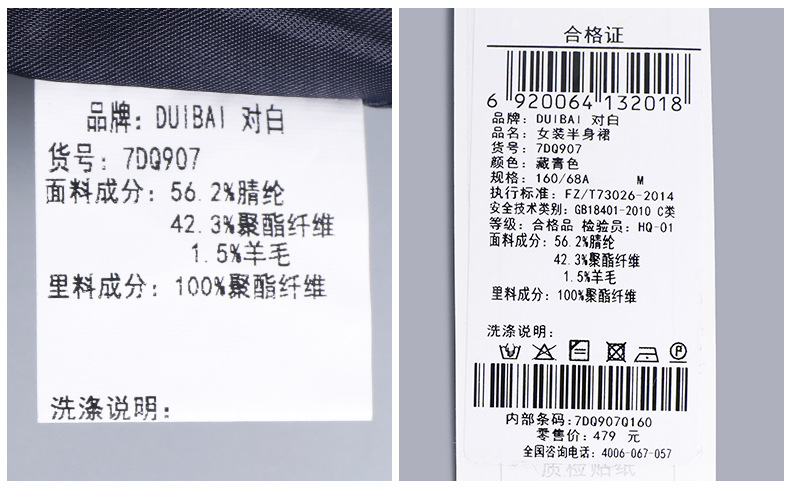 品牌: DUIBAI 对白
货号: 7DQ907
面料成分: 56.2%腈纶
42.3%聚酯纤维
1.5%羊毛
里料成分: 100%聚酯纤维
洗涤说明:
合格证
6 920064 132018
品牌: DUIBAI 对白
品名: 女装半身裙
货号: 7DQ907
颜色: 藏青色
规格: 160/68A M
执行标准: FZ/T73026-2014
安全技术类别: GB18401-2010 C类
等级: 合格品 检验员: HQ-01
面料成分: 56.2%腈纶
42.3%聚酯纤维
1.5%羊毛
里料成分: 100%聚酯纤维
洗涤说明:
内部条码:7DQ907Q160
零售价: 479 元
全国咨询电话: 4006-067-057
质检贴纸